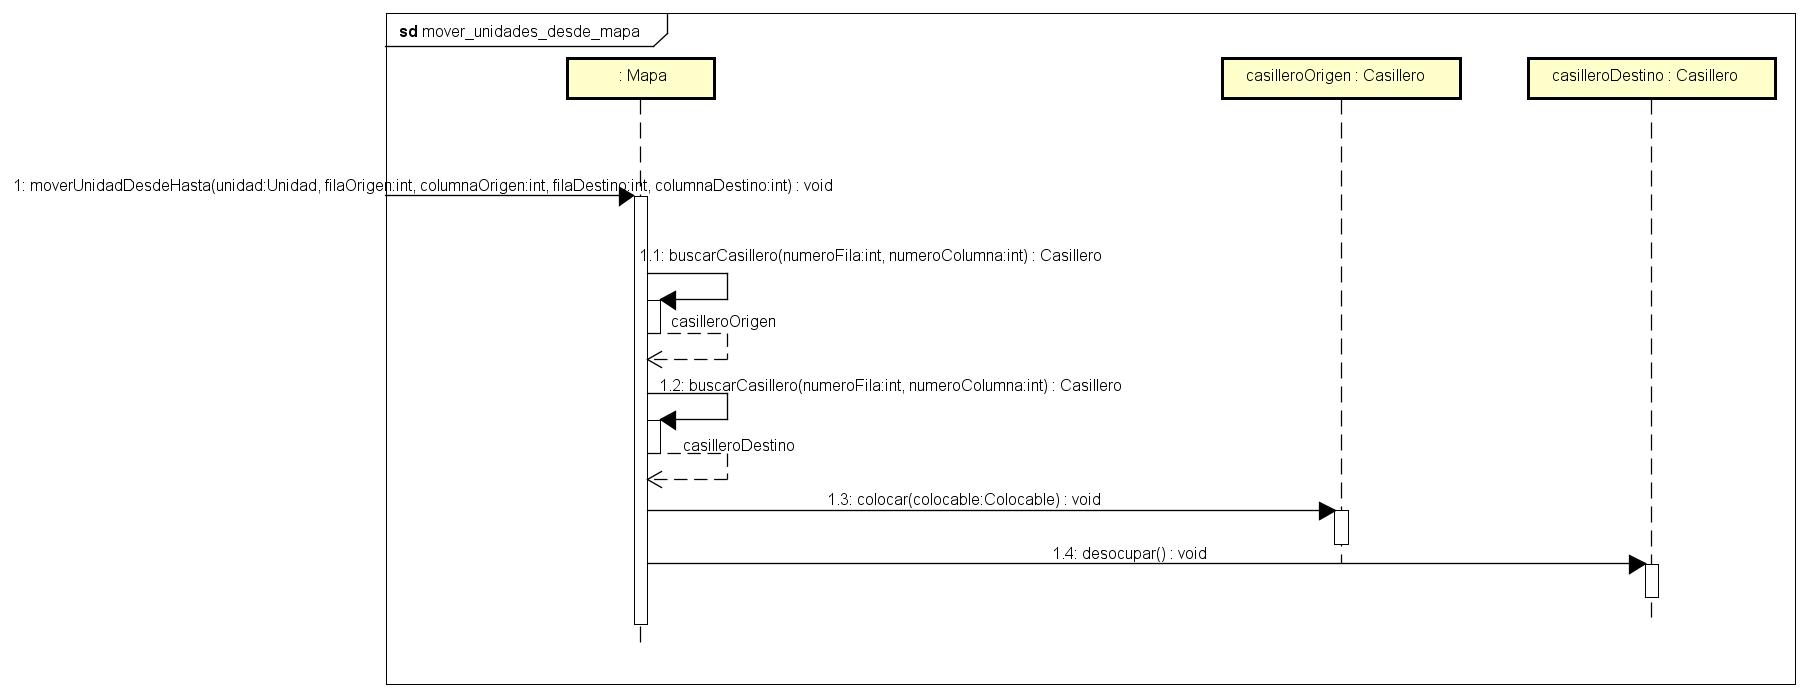 sd mover_unidades_desde_mapa
: Mapa
casilleroOrigen : Casillero
casilleroDestino : Casillero
1: moverUnidadDesdeHasta(unidad:Unidad, filaOrigen:int, columnaOrigen:int, filaDestino:int, columnaDestino:int) : void
1.1: buscarCasillero(numeroFila:int, numeroColumna:int) : Casillero
casilleroOrigen
1.2: buscarCasillero(numeroFila:int, numeroColumna:int) : Casillero
casilleroDestino
1.3: colocar(colocable:Colocable) : void
1.4: desocupar() : void